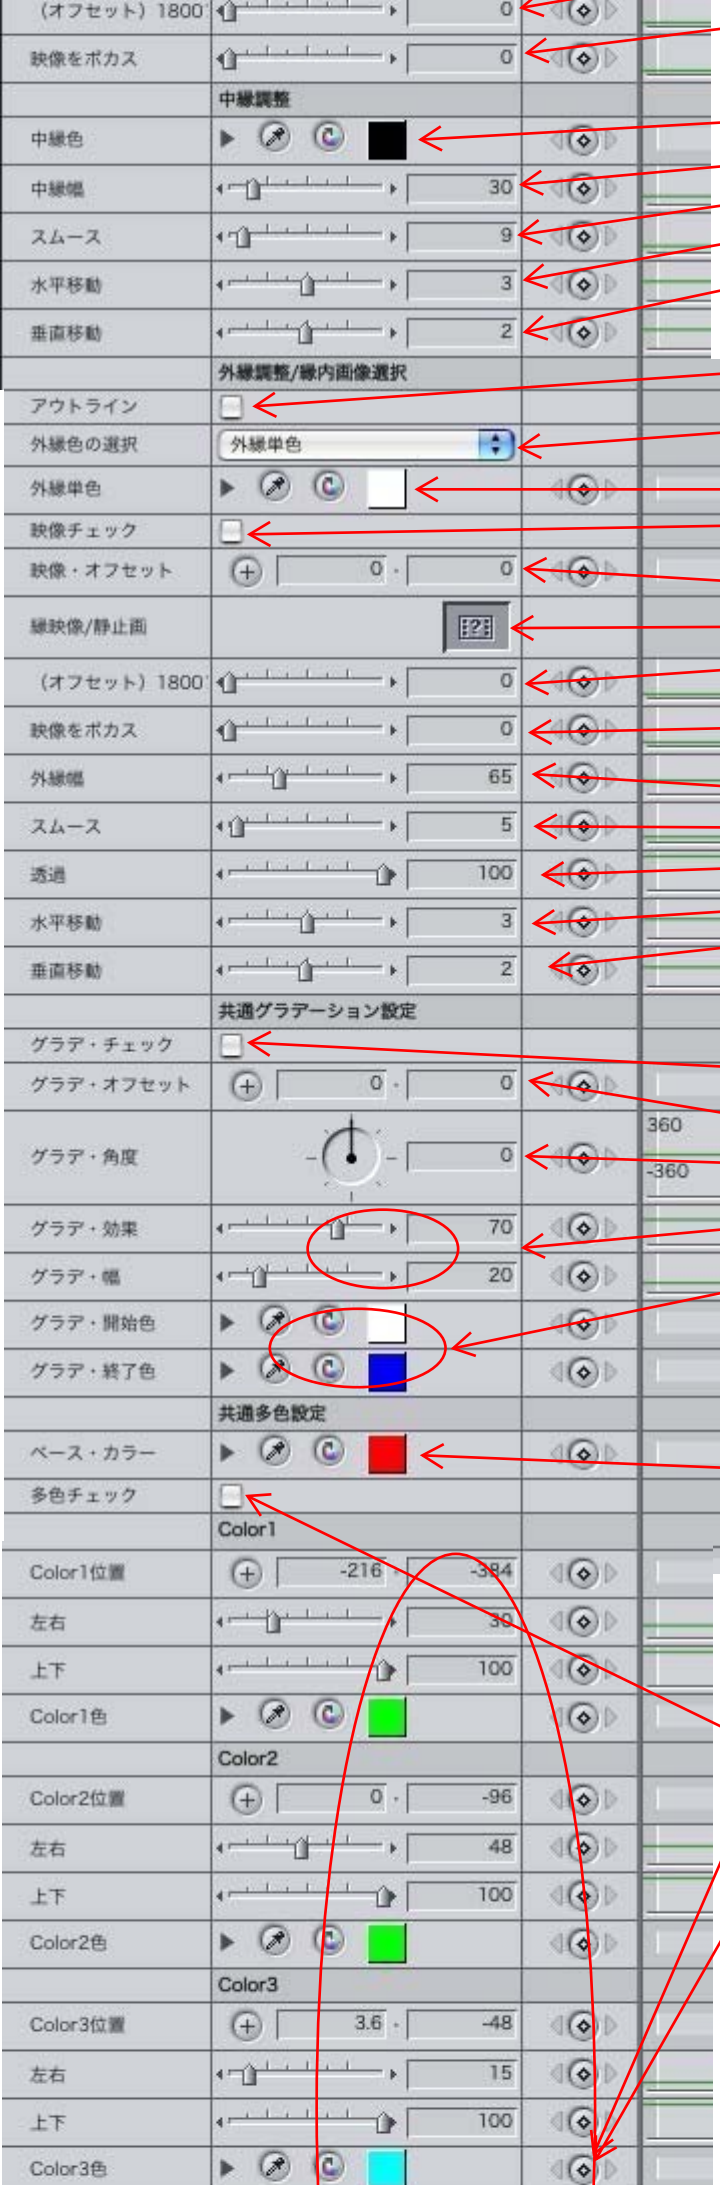 （オフセット）1800 0
映像をボカス 0
中縁調整
中縁色
中縁幅 30
スムース 9
水平移動 3
垂直移動 2
外縁調整/縁内画像選択
アウトライン
外縁色の選択 外縁単色
外縁単色
映像チェック
映像・オフセット 0 . 0
縁映像/静止画 ?
（オフセット）1800 0
映像をボカス 0
外縁幅 65
スムース 5
透過 100
水平移動 3
垂直移動 2
共通グラデーション設定
グラデ・チェック
グラデ・オフセット 0 . 0
グラデ・角度 0 360
-360
グラデ・効果 70
グラデ・幅 20
グラデ・開始色
グラデ・終了色
共通多色設定
ベース・カラー
多色チェック
Color1
Color1位置 -216 . -384
左右 30
上下 100
Color1色
Color2
Color2位置 0 . -96
左右 48
上下 100
Color2色
Color3
Color3位置 3.6 . -48
左右 15
上下 100
Color3色